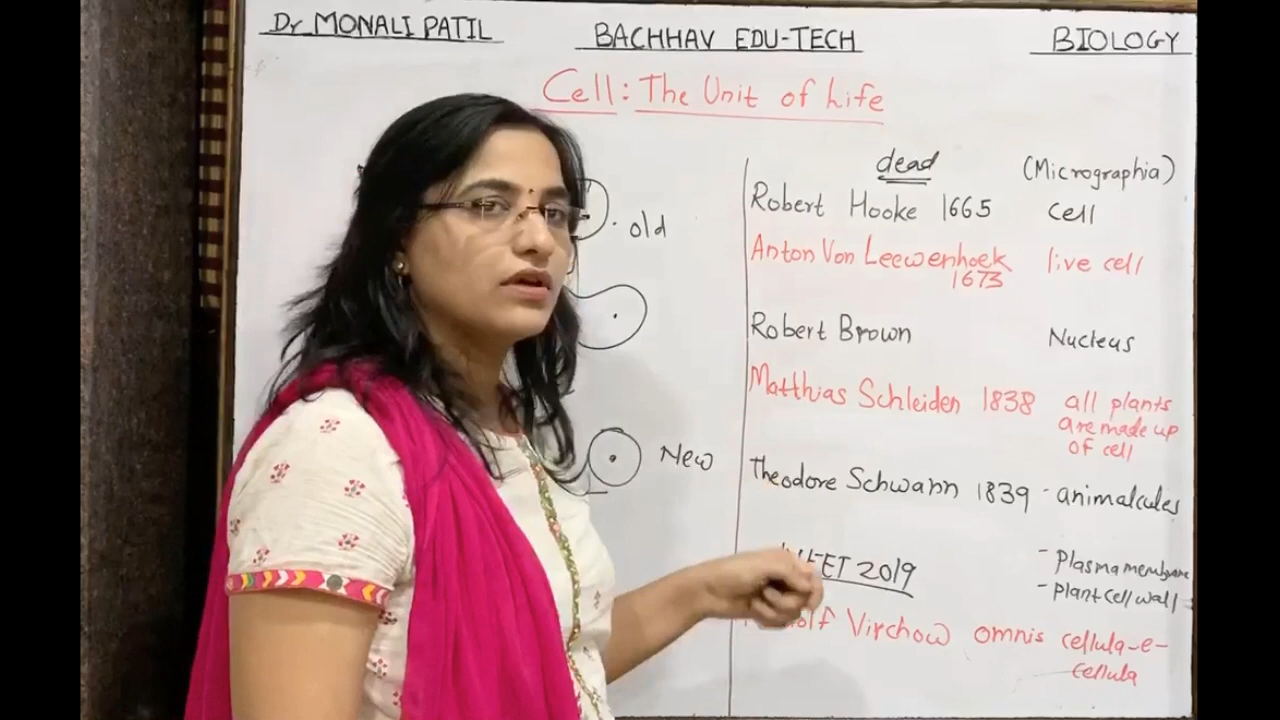 Dr MONALI PATIL
BACHHAV EDU-TECH
BIOLOGY
Cell: The Unit of Life
old
New
dead
(Micrographia)
Robert Hooke 1665 cell
Anton Von Leewenhoek live cell
1673
Robert Brown Nucleus
Matthias Schleiden 1838 all plants
are made up
of cell
Theodore Schwann 1839 - animalcules
- Plasma membrane
2019
- Plant cell wall
Virchow omnis cellula-e-
cellula